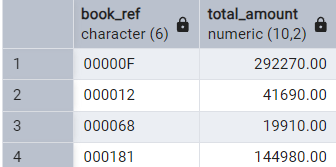 book_ref total_amount
character (6) numeric (10,2)
1 00000F 292270.00
2 000012 41690.00
3 000068 19910.00
4 000181 144980.00